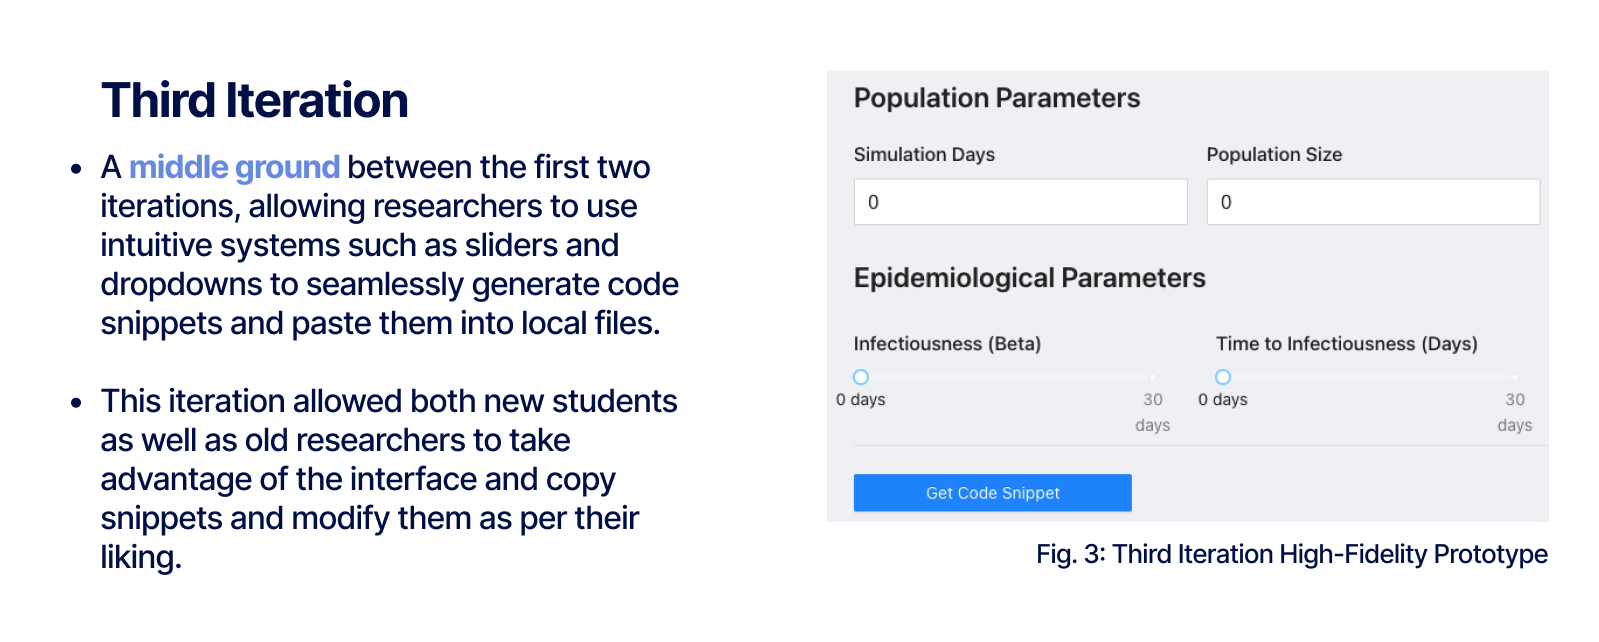 Third Iteration
• A middle ground between the first two
iterations, allowing researchers to use
intuitive systems such as sliders and
dropdowns to seamlessly generate code
snippets and paste them into local files.
• This iteration allowed both new students
as well as old researchers to take
advantage of the interface and copy
snippets and modify them as per their
liking.
Population Parameters
Simulation Days
Population Size
0
0
Epidemiological Parameters
Infectiousness (Beta)
Time to Infectiousness (Days)
0 days
30
days
0 days
30
days
Get Code Snippet
Fig. 3: Third Iteration High-Fidelity Prototype